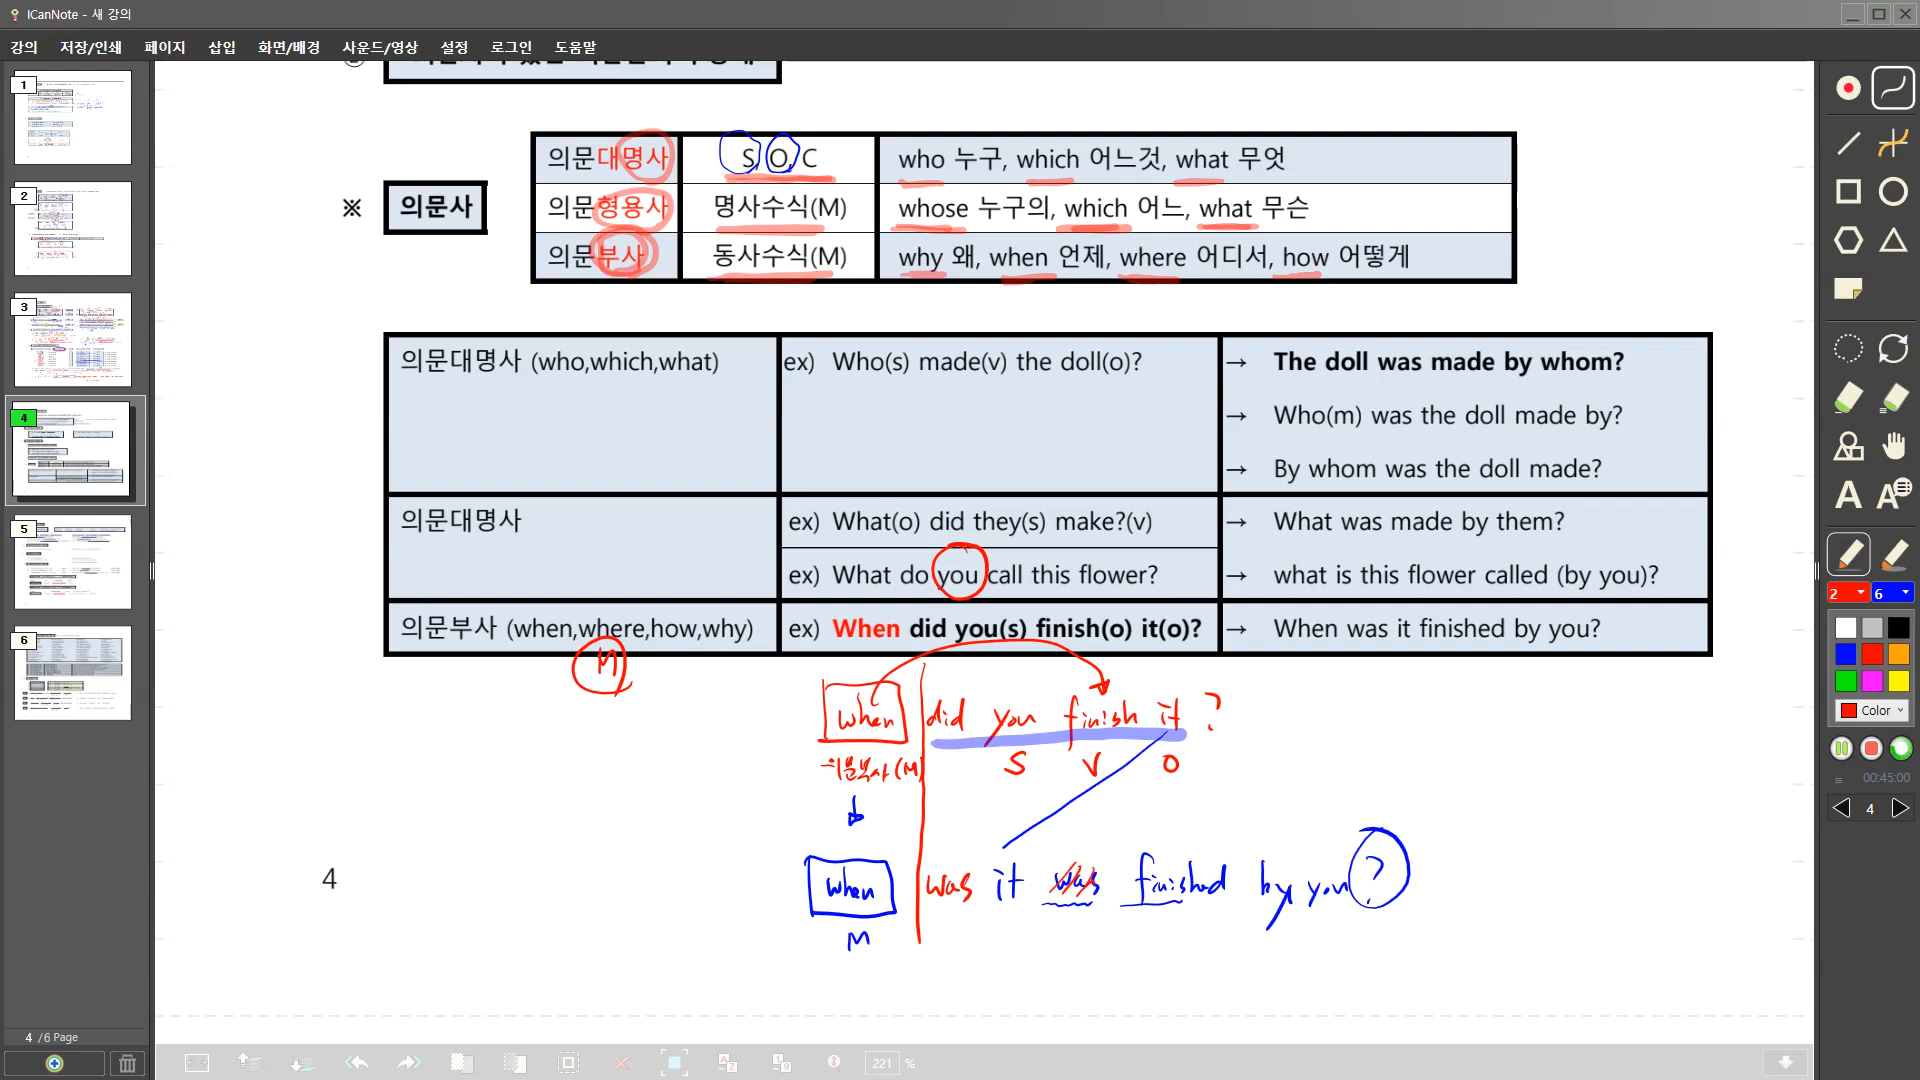 ICanNote - 새 강의
강의 저장/인쇄 페이지 삽입 화면/배경 사운드/영상 설정 로그인 도움말
의문대명사 S, O, C who 누구, which 어느것, what 무엇
※ 의문사 의문형용사 명사수식(M) whose 누구의, which 어느, what 무슨
의문부사 동사수식(M) why 왜, when 언제, where 어디서, how 어떻게
의문대명사 (who,which,what) ex) Who(s) made(v) the doll(o)? → The doll was made by whom?
→ Who(m) was the doll made by?
→ By whom was the doll made?
의문대명사 ex) What(o) did they(s) make?(v) → What was made by them?
ex) What do you call this flower? → what is this flower called (by you)?
의문부사 (when,where,how,why) ex) When did you(s) finish(o) it(o)? → When was it finished by you?
M
when did you finish it ?
의문부사 (M) S V O
when was it was finished by you ?
M
4
1
2
3
4
5
6
4 /6 Page
221 %
A
A
2 6
Color
00:45:00
4